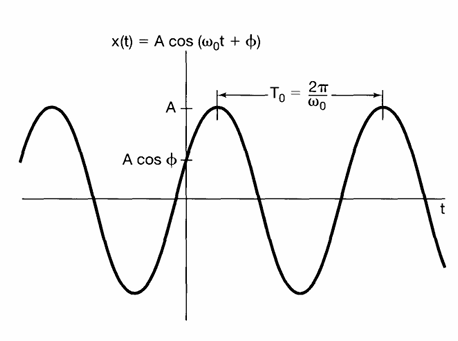 x(t) = A cos (ω₀t + ϕ)
T₀ = 2π/ω₀
A
A cos ϕ
t